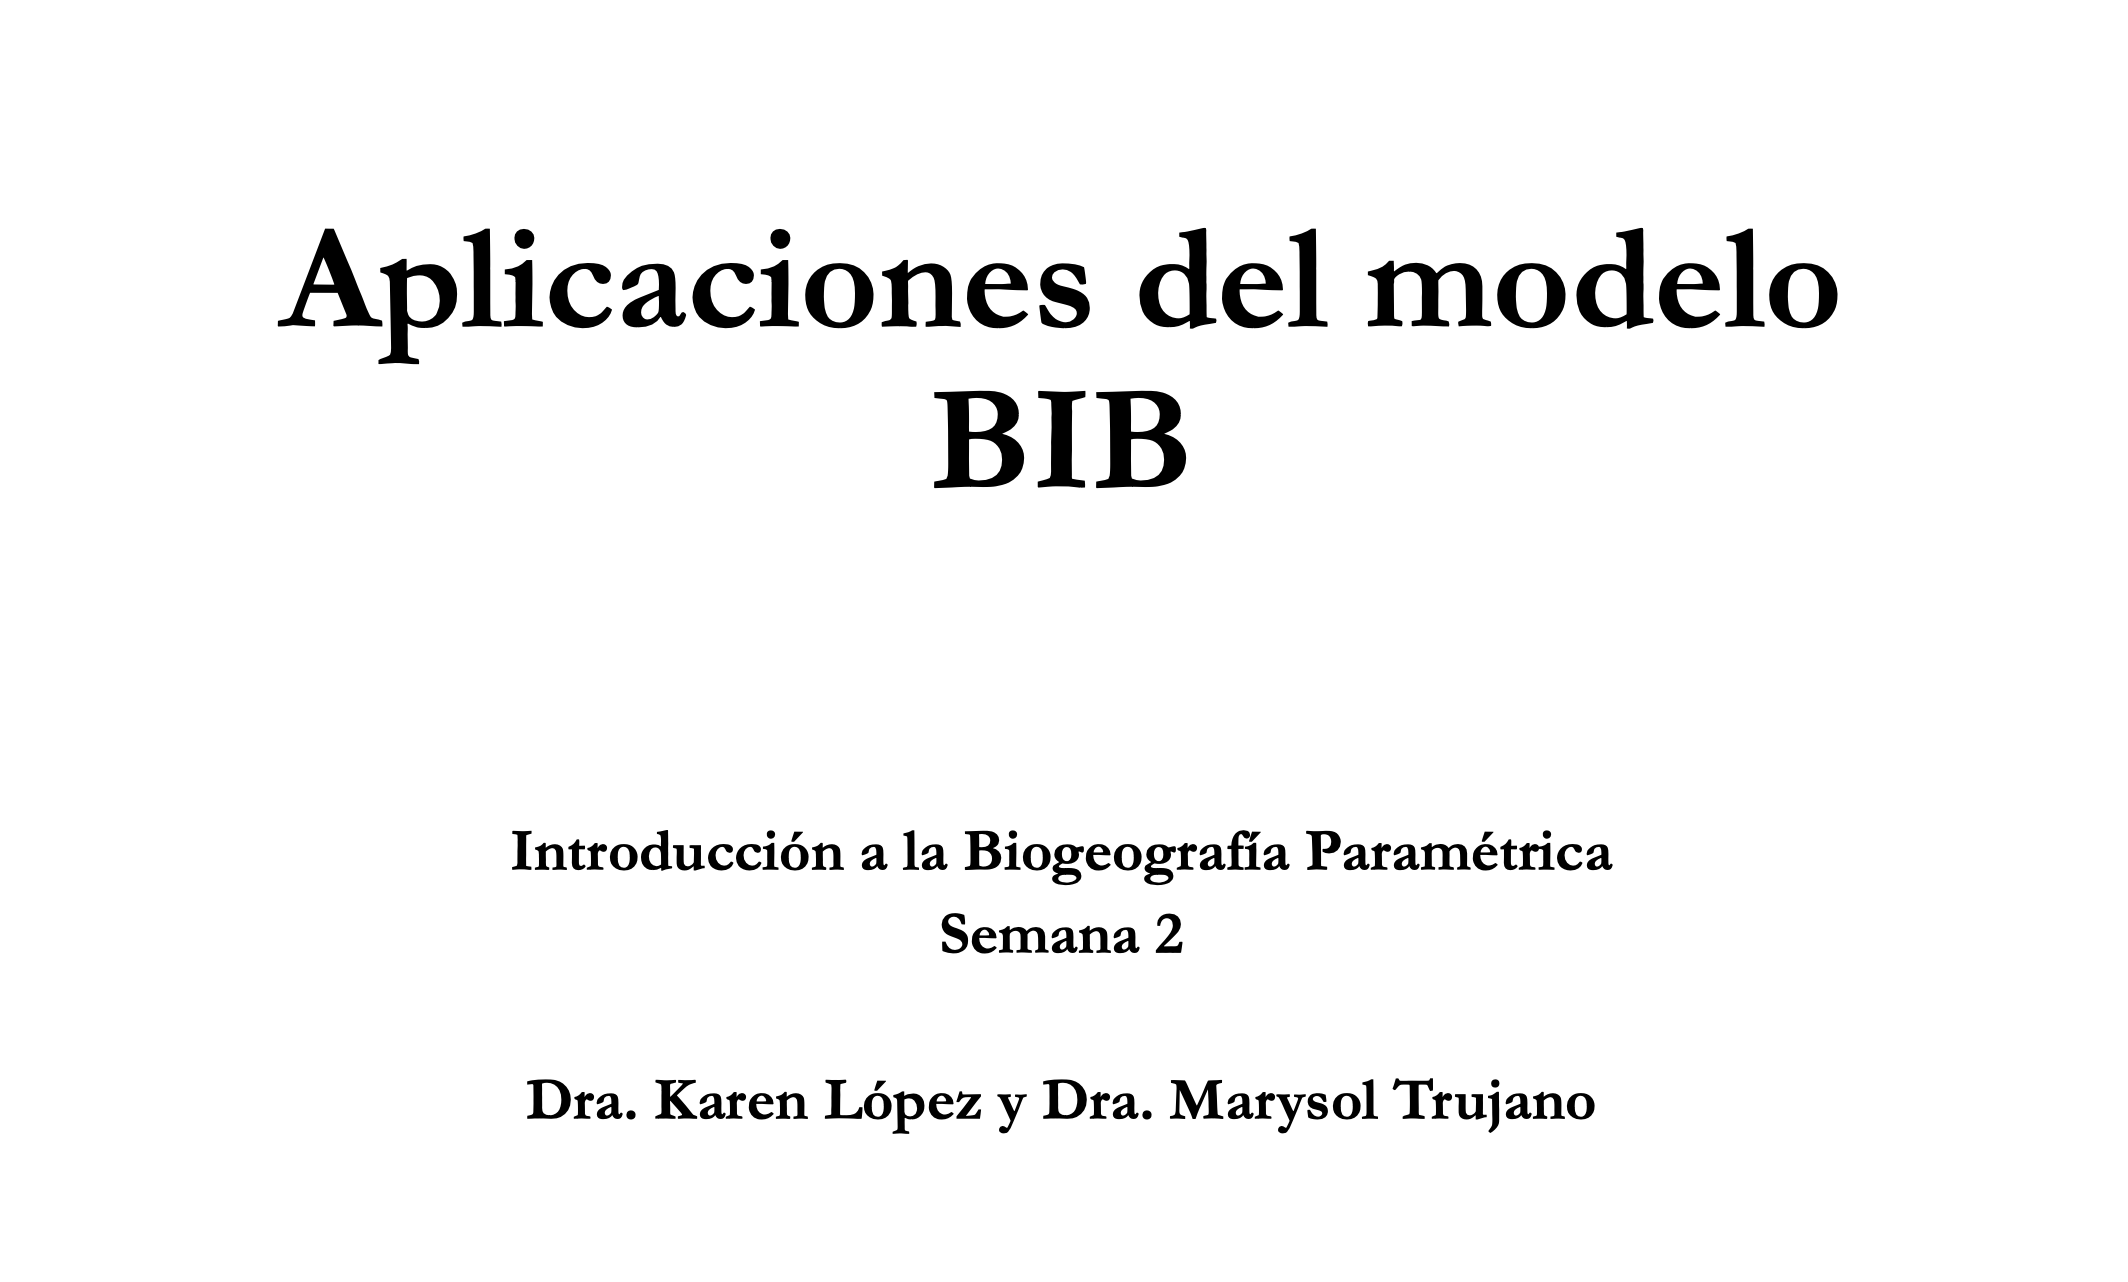 Aplicaciones del modelo
BIB
Introducción a la Biogeografía Paramétrica
Semana 2
Dra. Karen López y Dra. Marysol Trujano